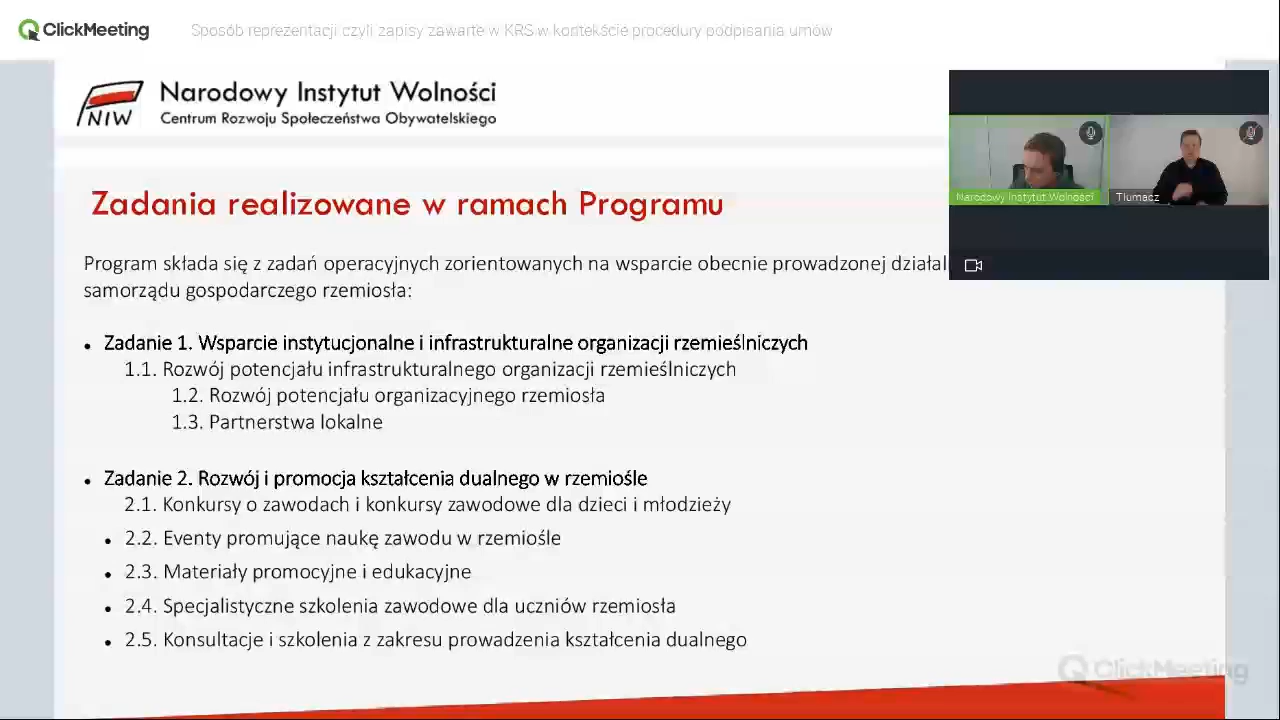 ClickMeeting
Sposób reprezentacji czyli zapisy zawarte w KRS w kontekście procedury podpisania umów
NIW
Narodowy Instytut Wolności
Centrum Rozwoju Społeczeństwa Obywatelskiego
Narodowy Instytut Wolności
Tłumacz
Zadania realizowane w ramach Programu
Program składa się z zadań operacyjnych zorientowanych na wsparcie obecnie prowadzonej
samorządu gospodarczego rzemiosła:
• Zadanie 1. Wsparcie instytucjonalne i infrastrukturalne organizacji rzemieślniczych
1.1. Rozwój potencjału infrastrukturalnego organizacji rzemieślniczych
1.2. Rozwój potencjału organizacyjnego rzemiosła
1.3. Partnerstwa lokalne
• Zadanie 2. Rozwój i promocja kształcenia dualnego w rzemiośle
2.1. Konkursy o zawodach i konkursy zawodowe dla dzieci i młodzieży
• 2.2. Eventy promujące naukę zawodu w rzemiośle
• 2.3. Materiały promocyjne i edukacyjne
• 2.4. Specjalistyczne szkolenia zawodowe dla uczniów rzemiosła
• 2.5. Konsultacje i szkolenia z zakresu prowadzenia kształcenia dualnego
ClickMeeting